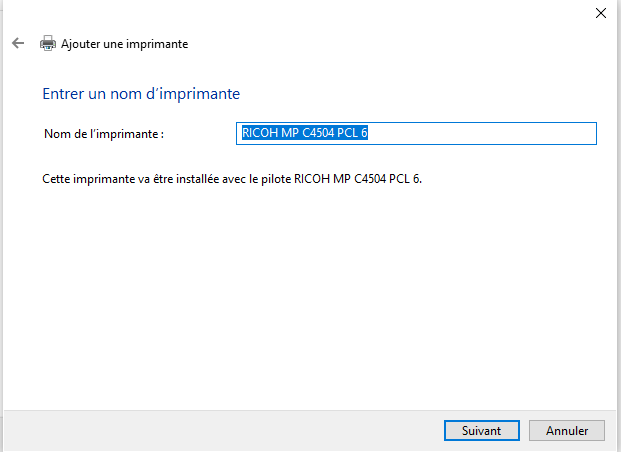 Ajouter une imprimante
Entrer un nom d’imprimante
Nom de l’imprimante : RICOH MP C4504 PCL 6
Cette imprimante va être installée avec le pilote RICOH MP C4504 PCL 6.
Suivant Annuler